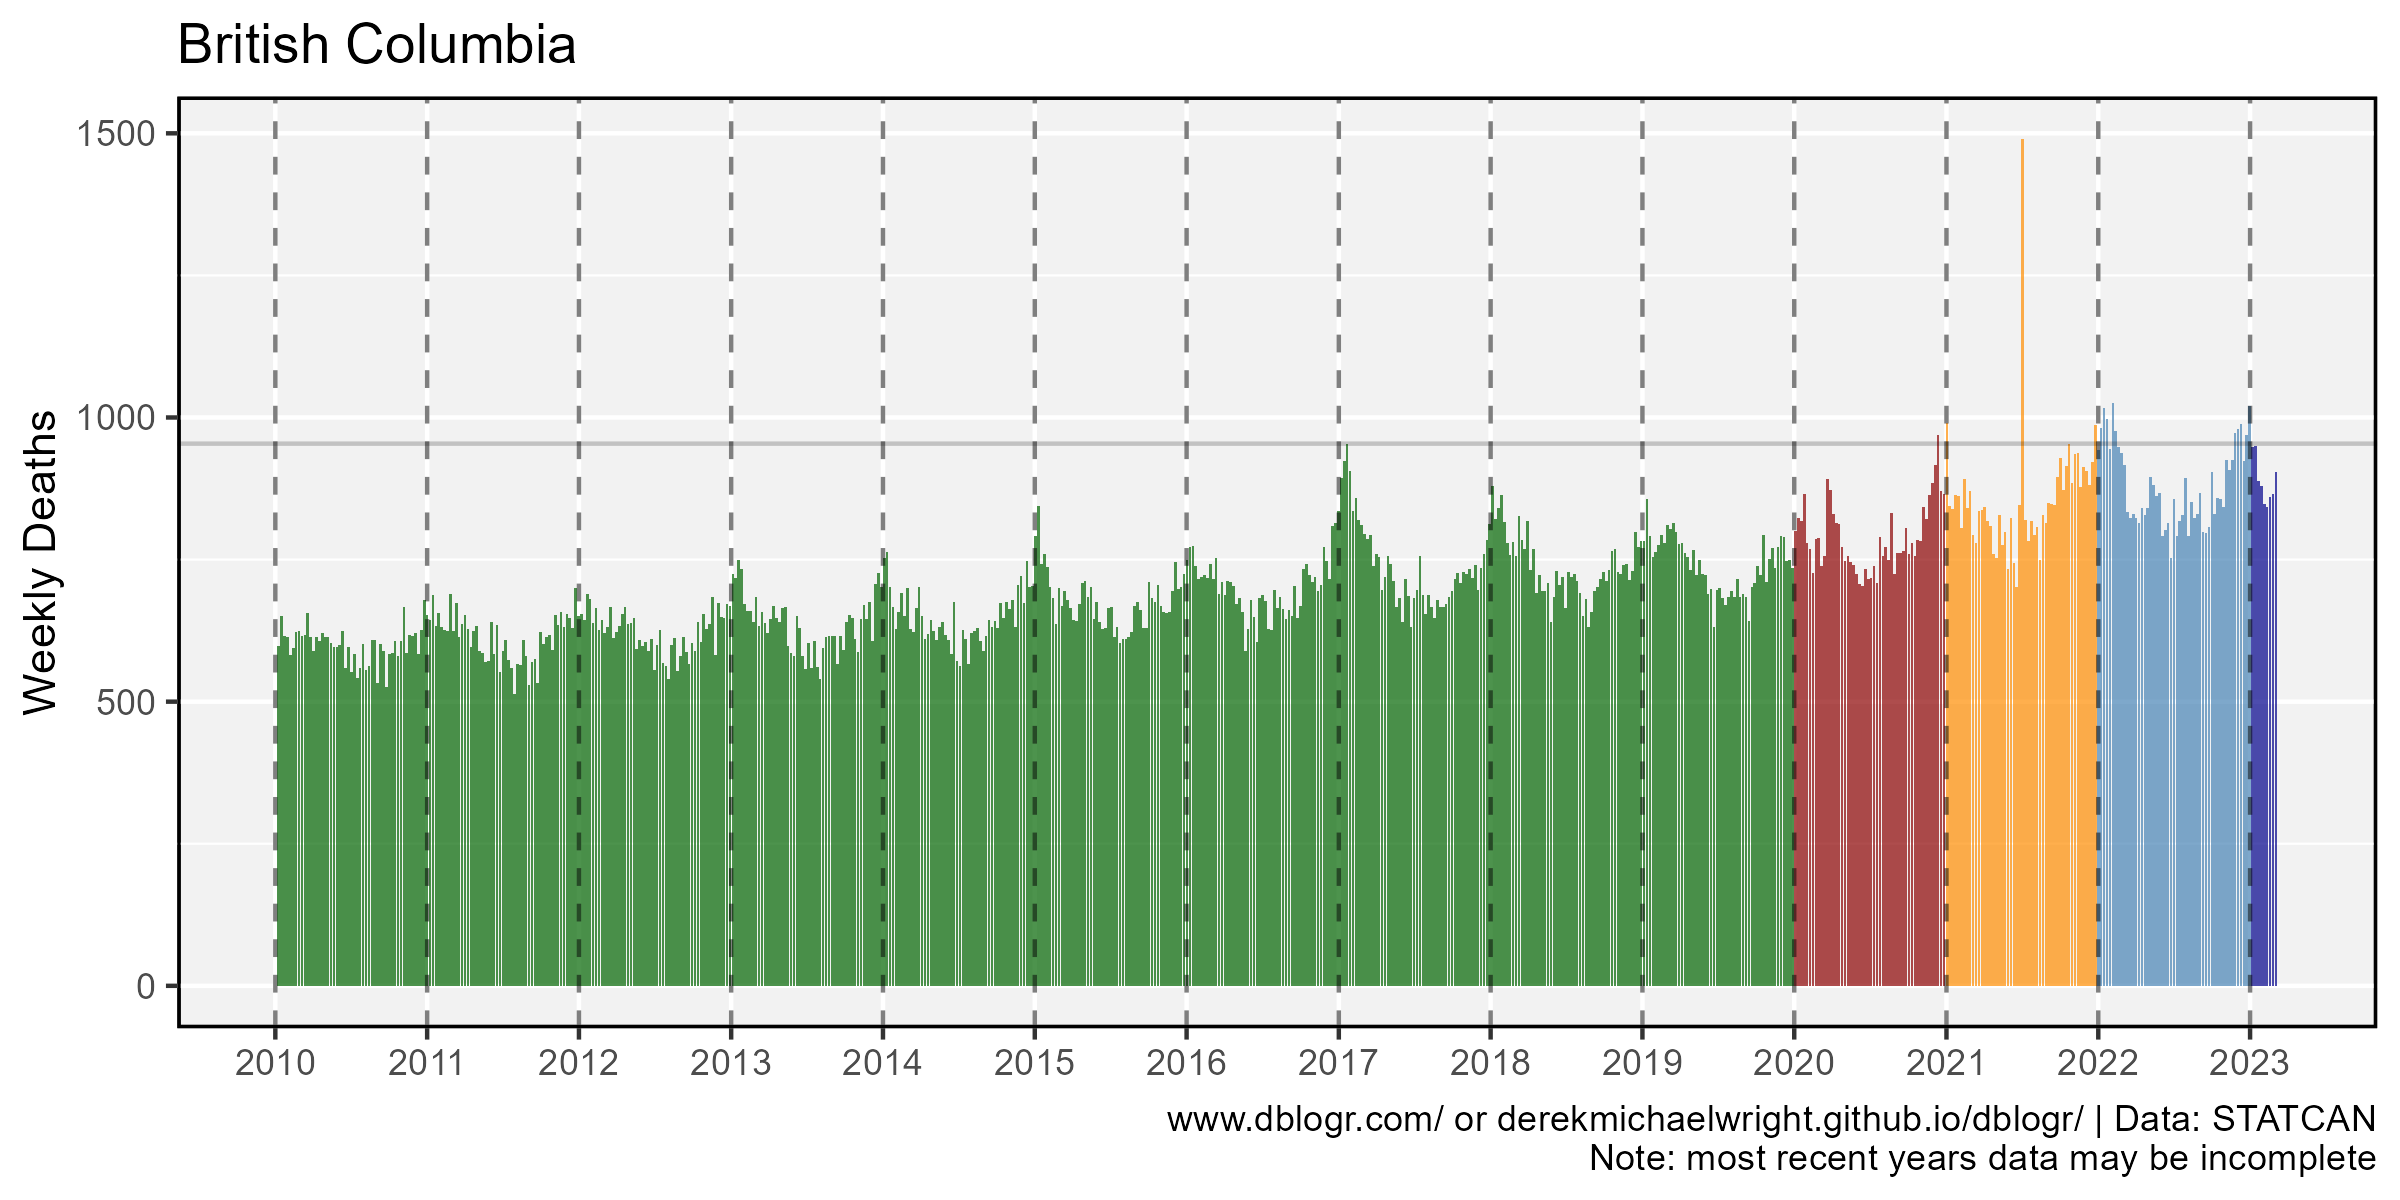 British Columbia
Weekly Deaths
1500
1000
500
0
2010 2011 2012 2013 2014 2015 2016 2017 2018 2019 2020 2021 2022 2023
www.dblogr.com/ or derekmichaelwright.github.io/dblogr/ | Data: STATCAN
Note: most recent years data may be incomplete